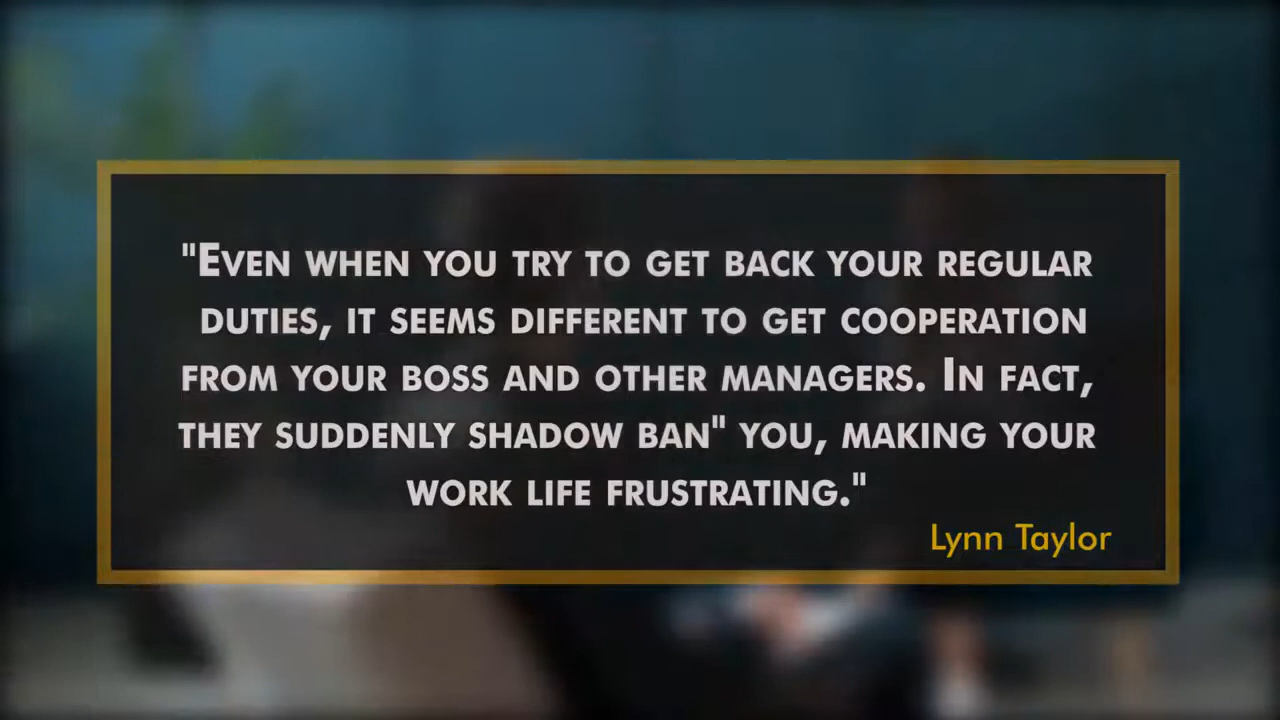 "Even when you try to get back your regular
duties, it seems different to get cooperation
from your boss and other managers. In fact,
they suddenly shadow ban" you, making your
work life frustrating."
Lynn Taylor